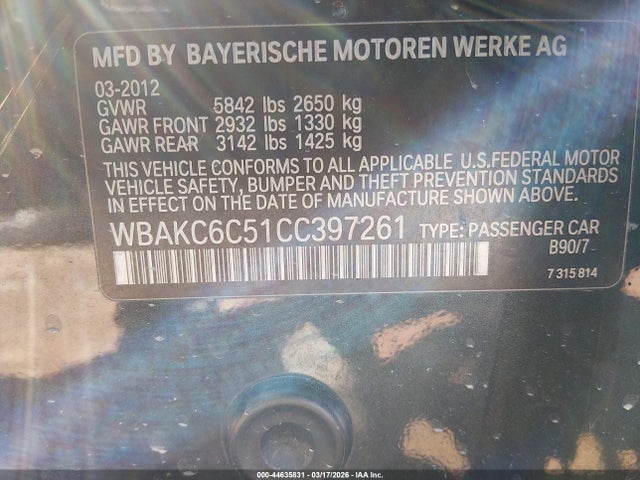 MFD BY BAYERISCHE MOTOREN WERKE AG
03-2012
GVWR 5842 lbs 2650 kg
GAWR FRONT 2932 lbs 1330 kg
GAWR REAR 3142 lbs 1425 kg
THIS VEHICLE CONFORMS TO ALL APPLICABLE U.S.FEDERAL MOTOR
VEHICLE SAFETY, BUMPER AND THEFT PREVENTION STANDARDS
IN EFFECT ON THE DATE OF MANUFACTURE SHOWN ABOVE.
WBAKC6C51CC397261 TYPE: PASSENGER CAR
B90/7
7 315 814
000-44635831 - 03/17/2026 - IAA Inc.